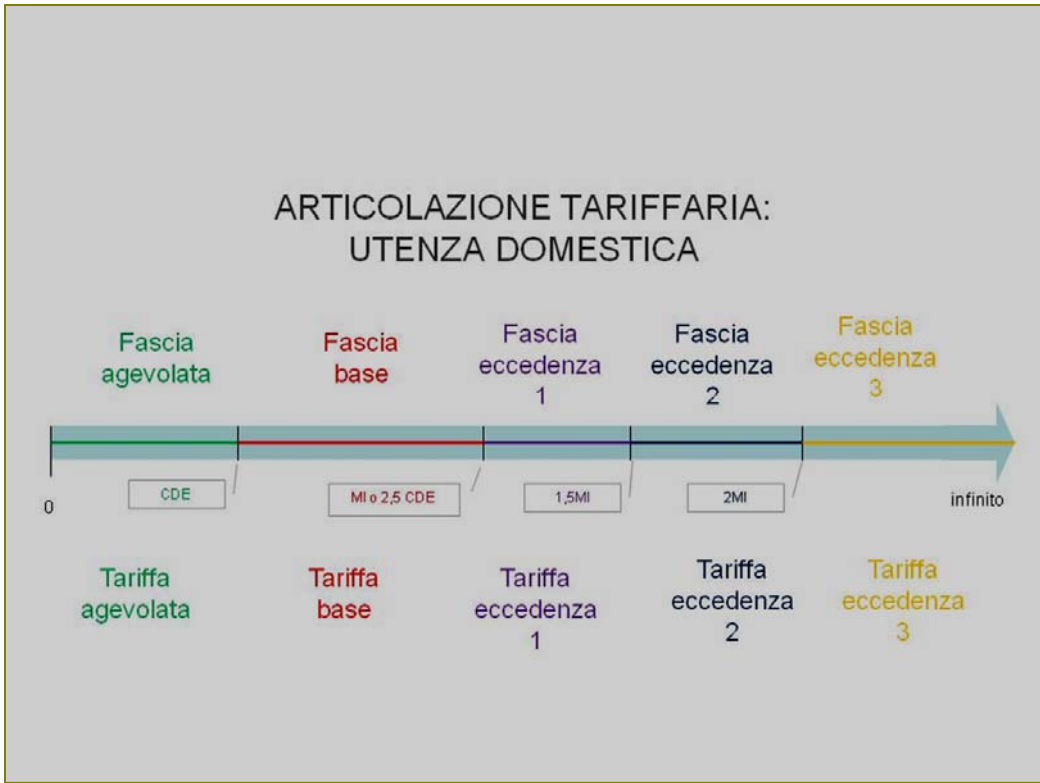 ARTICOLAZIONE TARIFFARIA:
UTENZA DOMESTICA
Fascia
agevolata
Fascia
base
Fascia
eccedenza
1
Fascia
eccedenza
2
Fascia
eccedenza
3
0
CDE
MI o 2,5 CDE
1,5MI
2MI
infinito
Tariffa
agevolata
Tariffa
base
Tariffa
eccedenza
1
Tariffa
eccedenza
2
Tariffa
eccedenza
3